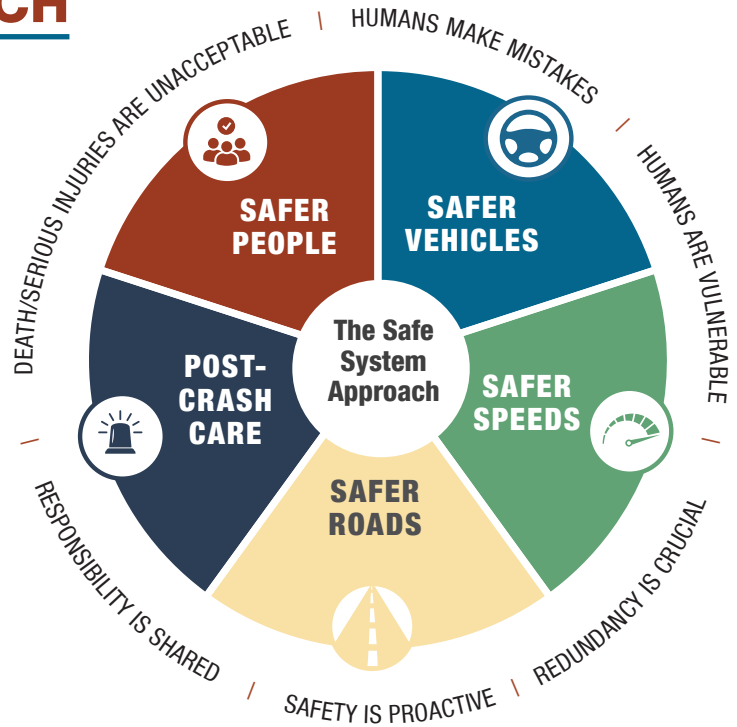 CH
DEATH/SERIOUS INJURIES ARE UNACCEPTABLE
HUMANS MAKE MISTAKES
HUMANS ARE VULNERABLE
REDUNDANCY IS CRUCIAL
SAFETY IS PROACTIVE
RESPONSIBILITY IS SHARED
SAFER
PEOPLE
SAFER
VEHICLES
SAFER
SPEEDS
SAFER
ROADS
POST-
CRASH
CARE
The Safe
System
Approach